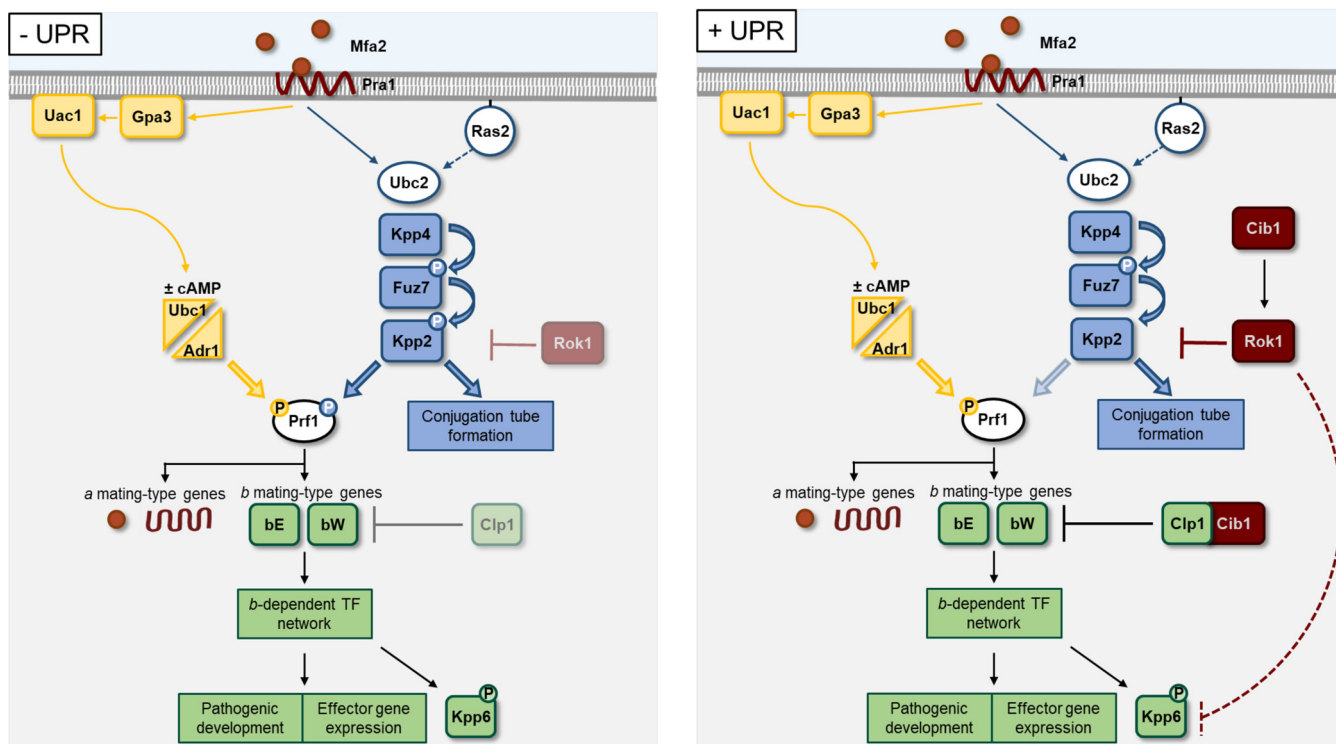 - UPR
Mfa2
Pra1
Uac1
Gpa3
Ras2
Ubc2
Kpp4
P
Fuz7
P
Kpp2
Rok1
± cAMP
Ubc1
Adr1
P
P
Prf1
Conjugation tube
formation
a mating-type genes
b mating-type genes
bE
bW
Clp1
b-dependent TF
network
Pathogenic
development
Effector gene
expression
P
Kpp6
+ UPR
Mfa2
Pra1
Uac1
Gpa3
Ras2
Ubc2
Kpp4
Cib1
P
Fuz7
Kpp2
Rok1
± cAMP
Ubc1
Adr1
P
Prf1
Conjugation tube
formation
a mating-type genes
b mating-type genes
bE
bW
Clp1
Cib1
b-dependent TF
network
Pathogenic
development
Effector gene
expression
P
Kpp6